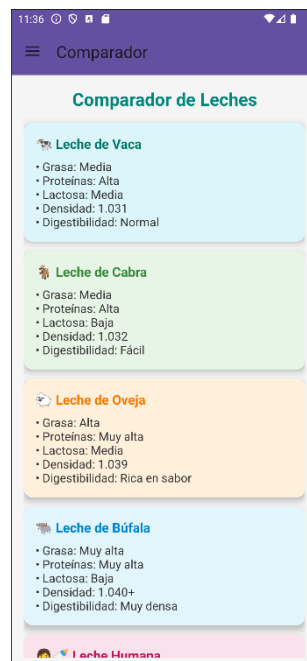 11:36
Comparador
Comparador de Leches
Leche de Vaca
• Grasa: Media
• Proteínas: Alta
• Lactosa: Media
• Densidad: 1.031
• Digestibilidad: Normal
Leche de Cabra
• Grasa: Media
• Proteínas: Alta
• Lactosa: Baja
• Densidad: 1.032
• Digestibilidad: Fácil
Leche de Oveja
• Grasa: Alta
• Proteínas: Muy alta
• Lactosa: Media
• Densidad: 1.039
• Digestibilidad: Rica en sabor
Leche de Búfala
• Grasa: Muy alta
• Proteínas: Muy alta
• Lactosa: Baja
• Densidad: 1.040+
• Digestibilidad: Muy densa
Leche Humana